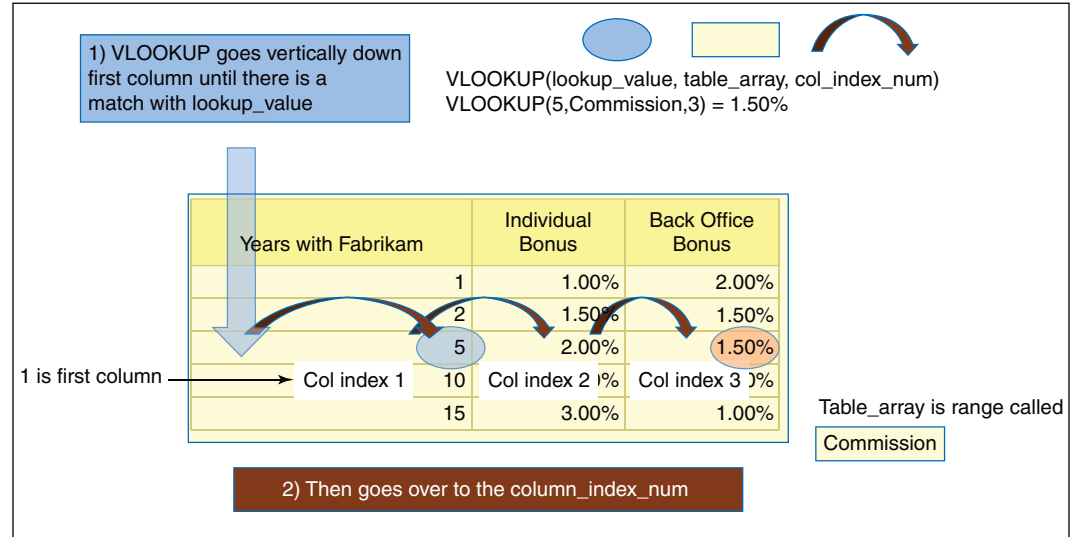 1) VLOOKUP goes vertically down
first column until there is a
match with lookup_value
VLOOKUP(lookup_value, table_array, col_index_num)
VLOOKUP(5,Commission,3) = 1.50%
Years with Fabrikam Individual Bonus Back Office Bonus
1 1.00% 2.00%
2 1.50% 1.50%
5 2.00% 1.50%
1 is first column Col index 1 10 Col index 2 % Col index 3 0%
15 3.00% 1.00%
Table_array is range called
Commission
2) Then goes over to the column_index_num